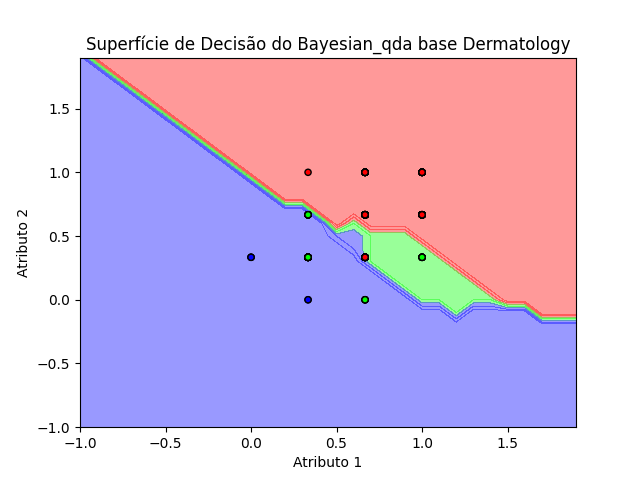 Superfície de Decisão do Bayesian_qda base Dermatology
Atributo 2
1.5
1.0
0.5
0.0
−0.5
−1.0
−1.0 −0.5 0.0 0.5 1.0 1.5
Atributo 1